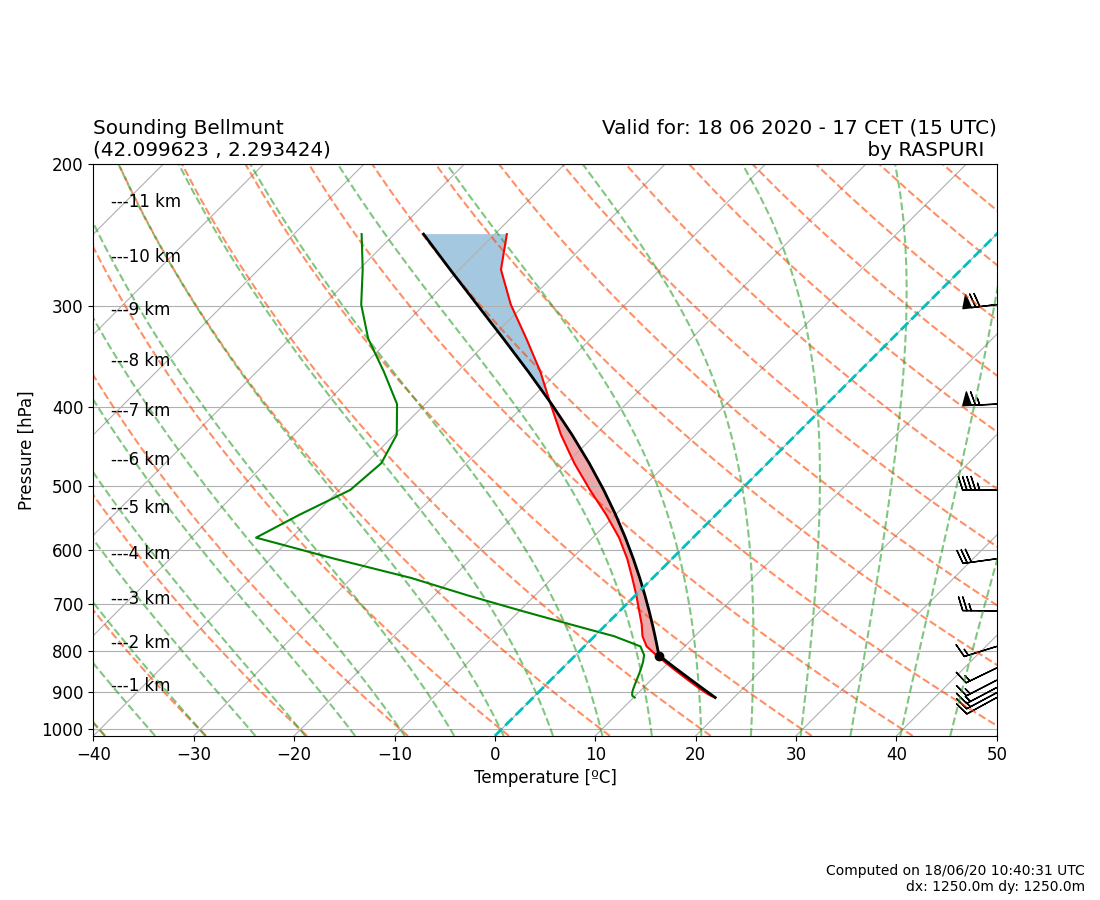 Sounding Bellmunt
(42.099623 , 2.293424)
Valid for: 18 06 2020 - 17 CET (15 UTC)
by RASPURI
200
---11 km
---10 km
300
---9 km
---8 km
400
---7 km
---6 km
500
---5 km
600
---4 km
700
---3 km
800
---2 km
900
---1 km
1000
Pressure [hPa]
−40 −30 −20 −10 0 10 20 30 40 50
Temperature [ºC]
Computed on 18/06/20 10:40:31 UTC
dx: 1250.0m dy: 1250.0m